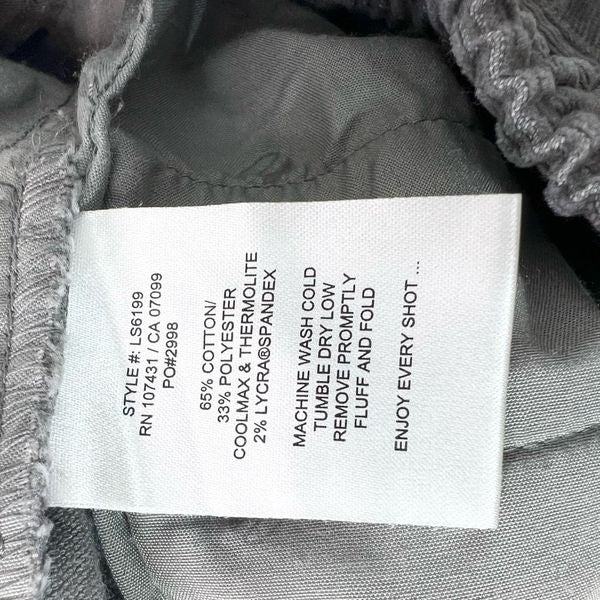 STYLE #: LS6199
RN 107431 / CA 07099
PO#2998
65% COTTON/
33% POLYESTER
COOLMAX & THERMOLITE
2% LYCRA®SPANDEX
MACHINE WASH COLD
TUMBLE DRY LOW
REMOVE PROMPTLY
FLUFF AND FOLD
ENJOY EVERY SHOT ...